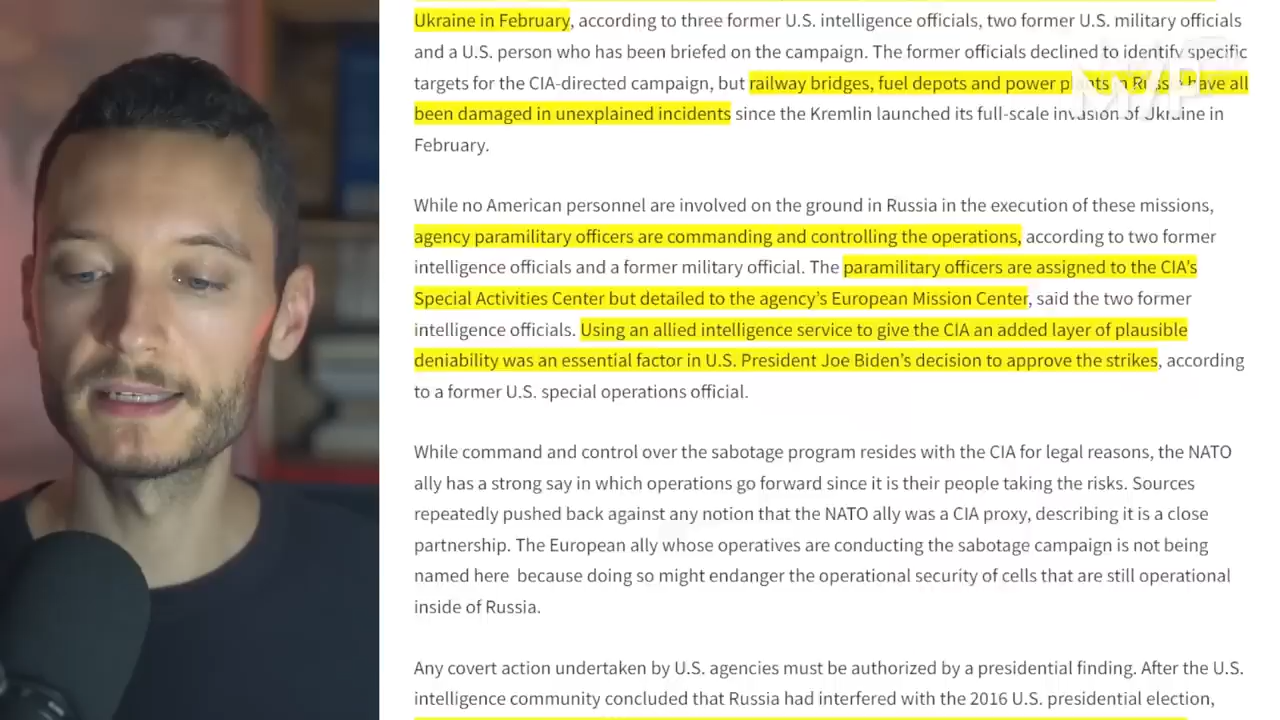 Ukraine in February, according to three former U.S. intelligence officials, two former U.S. military officials
and a U.S. person who has been briefed on the campaign. The former officials declined to identify specific
targets for the CIA-directed campaign, but railway bridges, fuel depots and power plants in Russia have all
been damaged in unexplained incidents since the Kremlin launched its full-scale invasion of Ukraine in
February.
While no American personnel are involved on the ground in Russia in the execution of these missions,
agency paramilitary officers are commanding and controlling the operations, according to two former
intelligence officials and a former military official. The paramilitary officers are assigned to the CIA's
Special Activities Center but detailed to the agency's European Mission Center, said the two former
intelligence officials. Using an allied intelligence service to give the CIA an added layer of plausible
deniability was an essential factor in U.S. President Joe Biden's decision to approve the strikes, according
to a former U.S. special operations official.
While command and control over the sabotage program resides with the CIA for legal reasons, the NATO
ally has a strong say in which operations go forward since it is their people taking the risks. Sources
repeatedly pushed back against any notion that the NATO ally was a CIA proxy, describing it is a close
partnership. The European ally whose operatives are conducting the sabotage campaign is not being
named here because doing so might endanger the operational security of cells that are still operational
inside of Russia.
Any covert action undertaken by U.S. agencies must be authorized by a presidential finding. After the U.S.
intelligence community concluded that Russia had interfered with the 2016 U.S. presidential election,